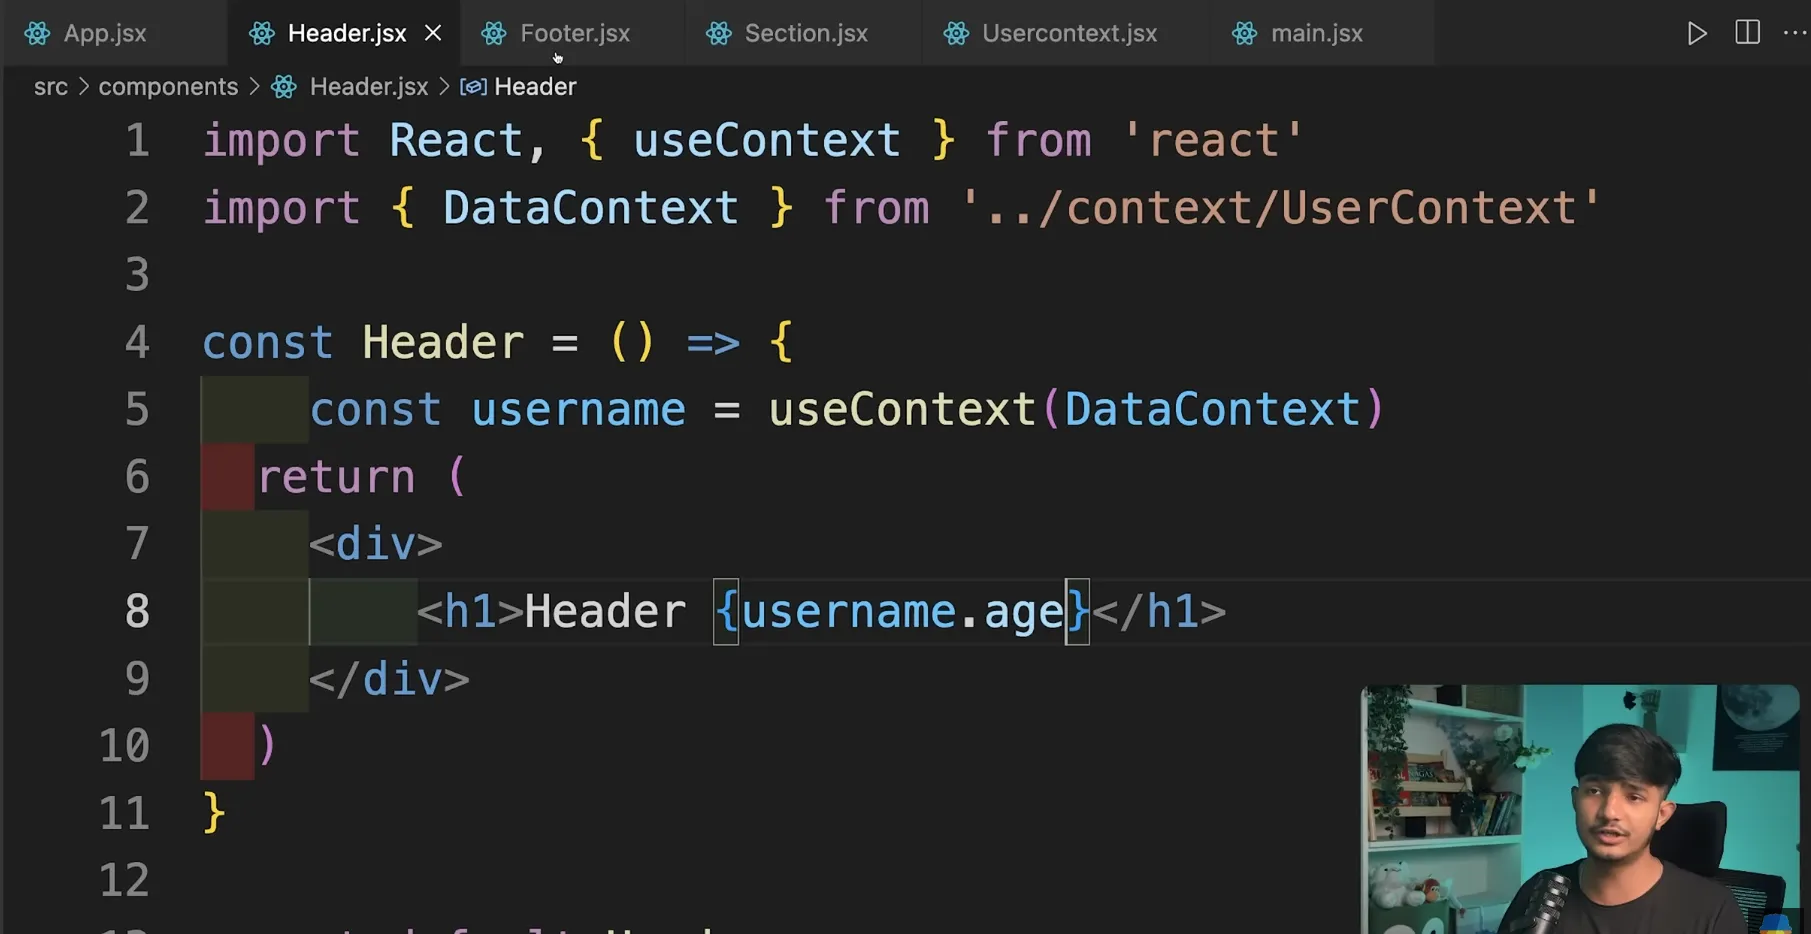 App.jsx Header.jsx Footer.jsx Section.jsx Usercontext.jsx main.jsx
src > components > Header.jsx > Header
1 import React, { useContext } from 'react'
2 import { DataContext } from '../context/UserContext'
3
4 const Header = () => {
5 const username = useContext(DataContext)
6 return (
7 <div>
8 <h1>Header {username.age}</h1>
9 </div>
10 )
11 }
12